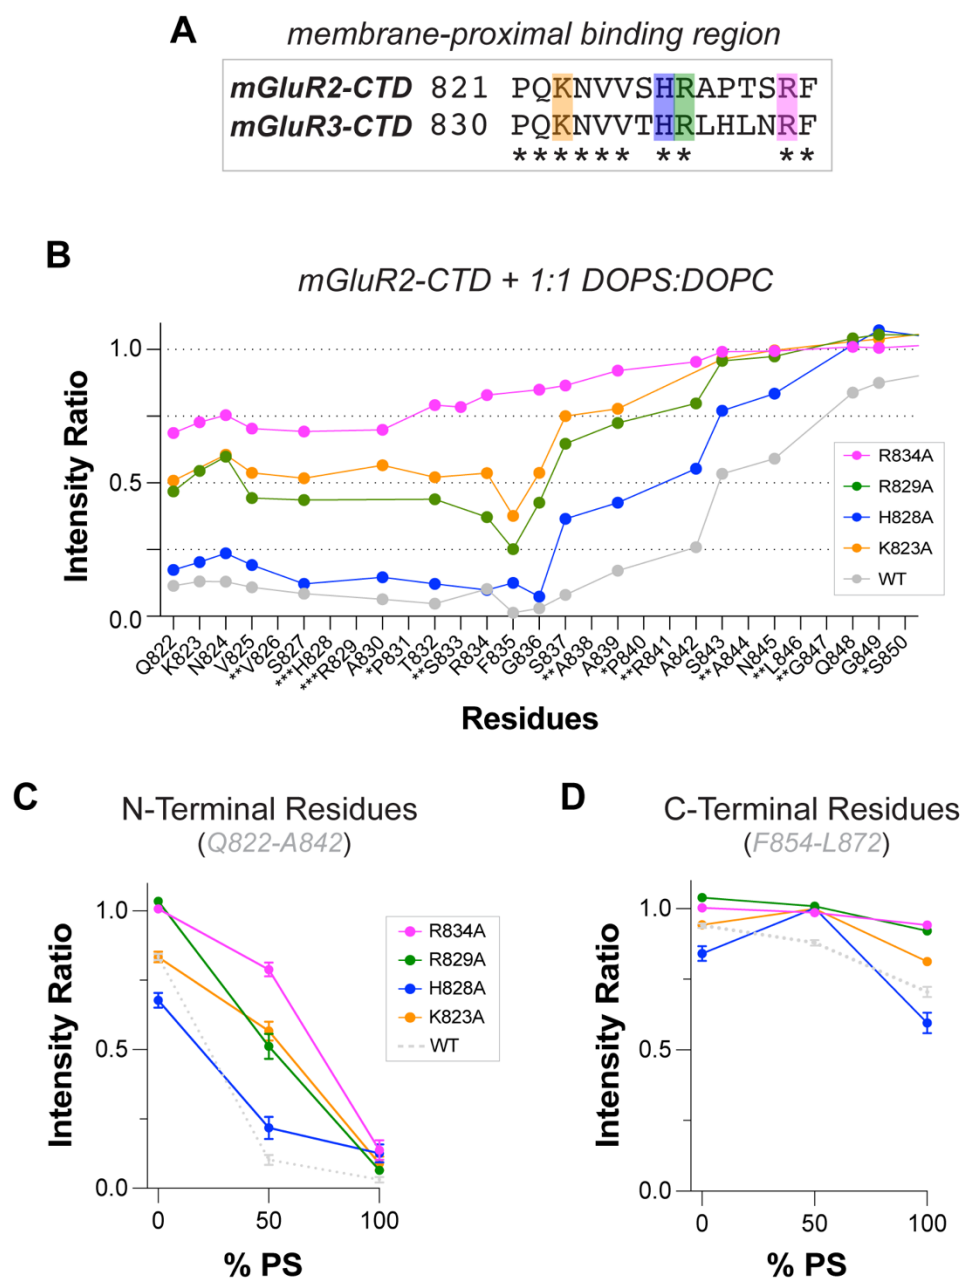 A
membrane-proximal binding region
mGluR2-CTD 821 PQKNVVSHRAPTSRF
mGluR3-CTD 830 PQKNVVTHRLHLNRF
****** ** **
B
mGluR2-CTD + 1:1 DOPS:DOPC
Intensity Ratio
1.0
0.5
0.0
R834A
R829A
H828A
K823A
WT
Q822
K823
N824
V825
**V826
S827
***H828
***R829
A830
*P831
T832
**S833
R834
F835
G836
S837
**A838
A839
*P840
**R841
A842
S843
**A844
N845
**L846
**G847
Q848
G849
*S850
Residues
C
N-Terminal Residues
(Q822-A842)
Intensity Ratio
1.0
0.5
0.0
0
50
100
% PS
R834A
R829A
H828A
K823A
WT
D
C-Terminal Residues
(F854-L872)
Intensity Ratio
1.0
0.5
0.0
0
50
100
% PS